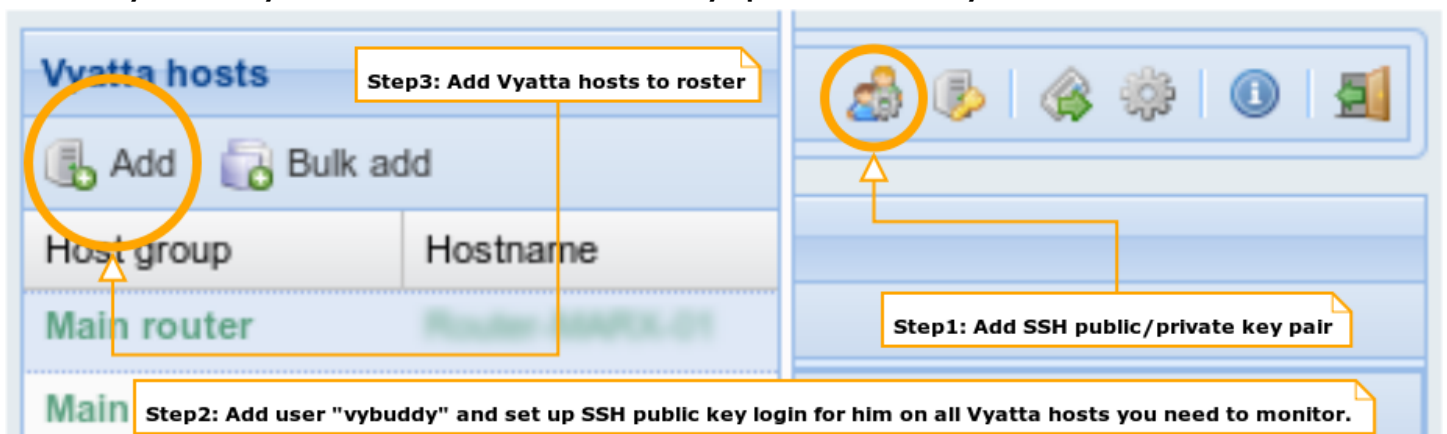 Vyatta hosts
Step3: Add Vyatta hosts to roster
Add
Bulk add
Host group
Hostname
Main router
Step1: Add SSH public/private key pair
Main
Step2: Add user "vybuddy" and set up SSH public key login for him on all Vyatta hosts you need to monitor.